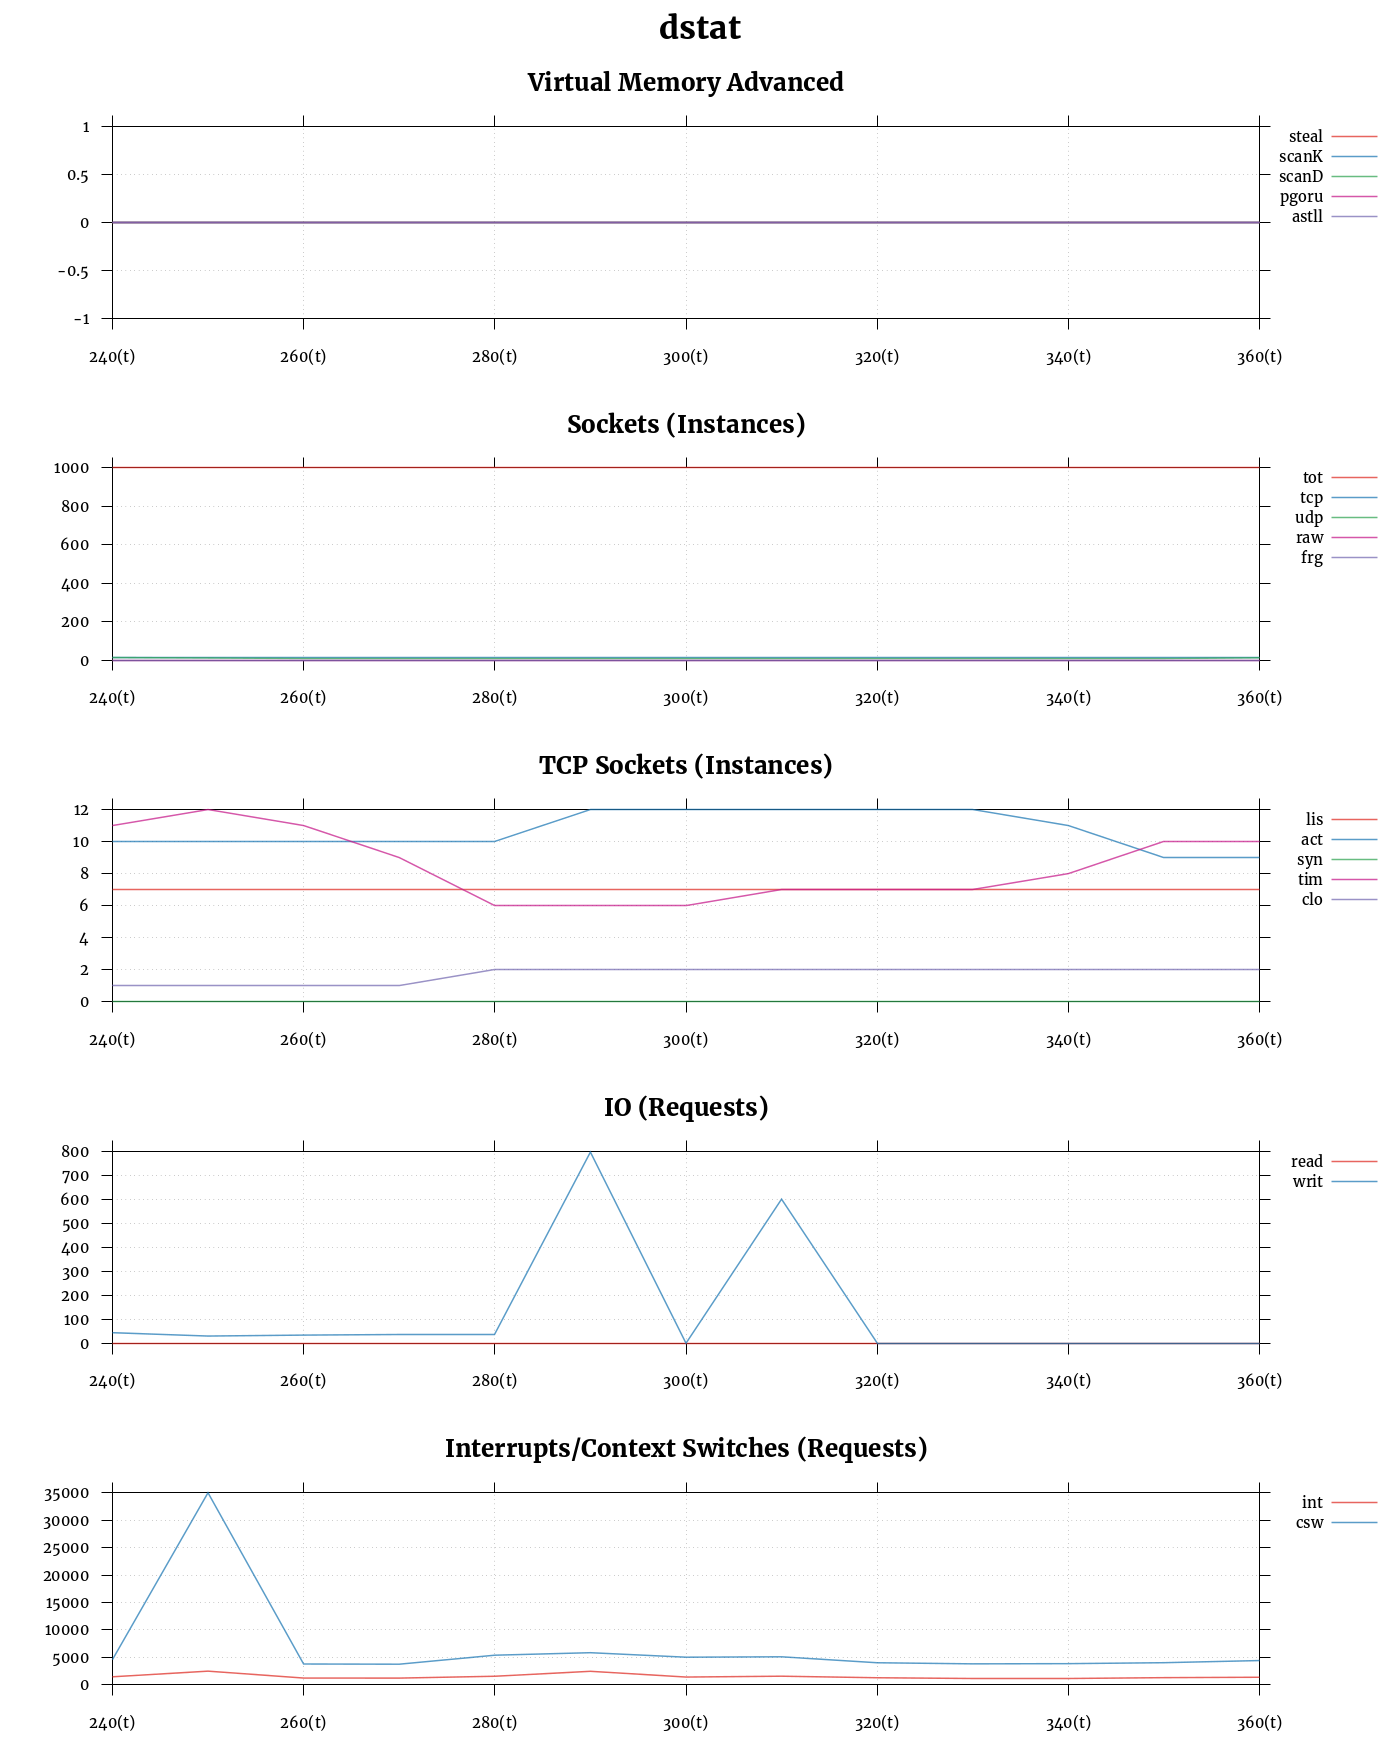 dstat
Virtual Memory Advanced
1
0.5
0
-0.5
-1
240(t) 260(t) 280(t) 300(t) 320(t) 340(t) 360(t)
steal
scanK
scanD
pgoru
astll
Sockets (Instances)
1000
800
600
400
200
0
240(t) 260(t) 280(t) 300(t) 320(t) 340(t) 360(t)
tot
tcp
udp
raw
frg
TCP Sockets (Instances)
12
10
8
6
4
2
0
240(t) 260(t) 280(t) 300(t) 320(t) 340(t) 360(t)
lis
act
syn
tim
clo
IO (Requests)
800
700
600
500
400
300
200
100
0
240(t) 260(t) 280(t) 300(t) 320(t) 340(t) 360(t)
read
writ
Interrupts/Context Switches (Requests)
35000
30000
25000
20000
15000
10000
5000
0
240(t) 260(t) 280(t) 300(t) 320(t) 340(t) 360(t)
int
csw